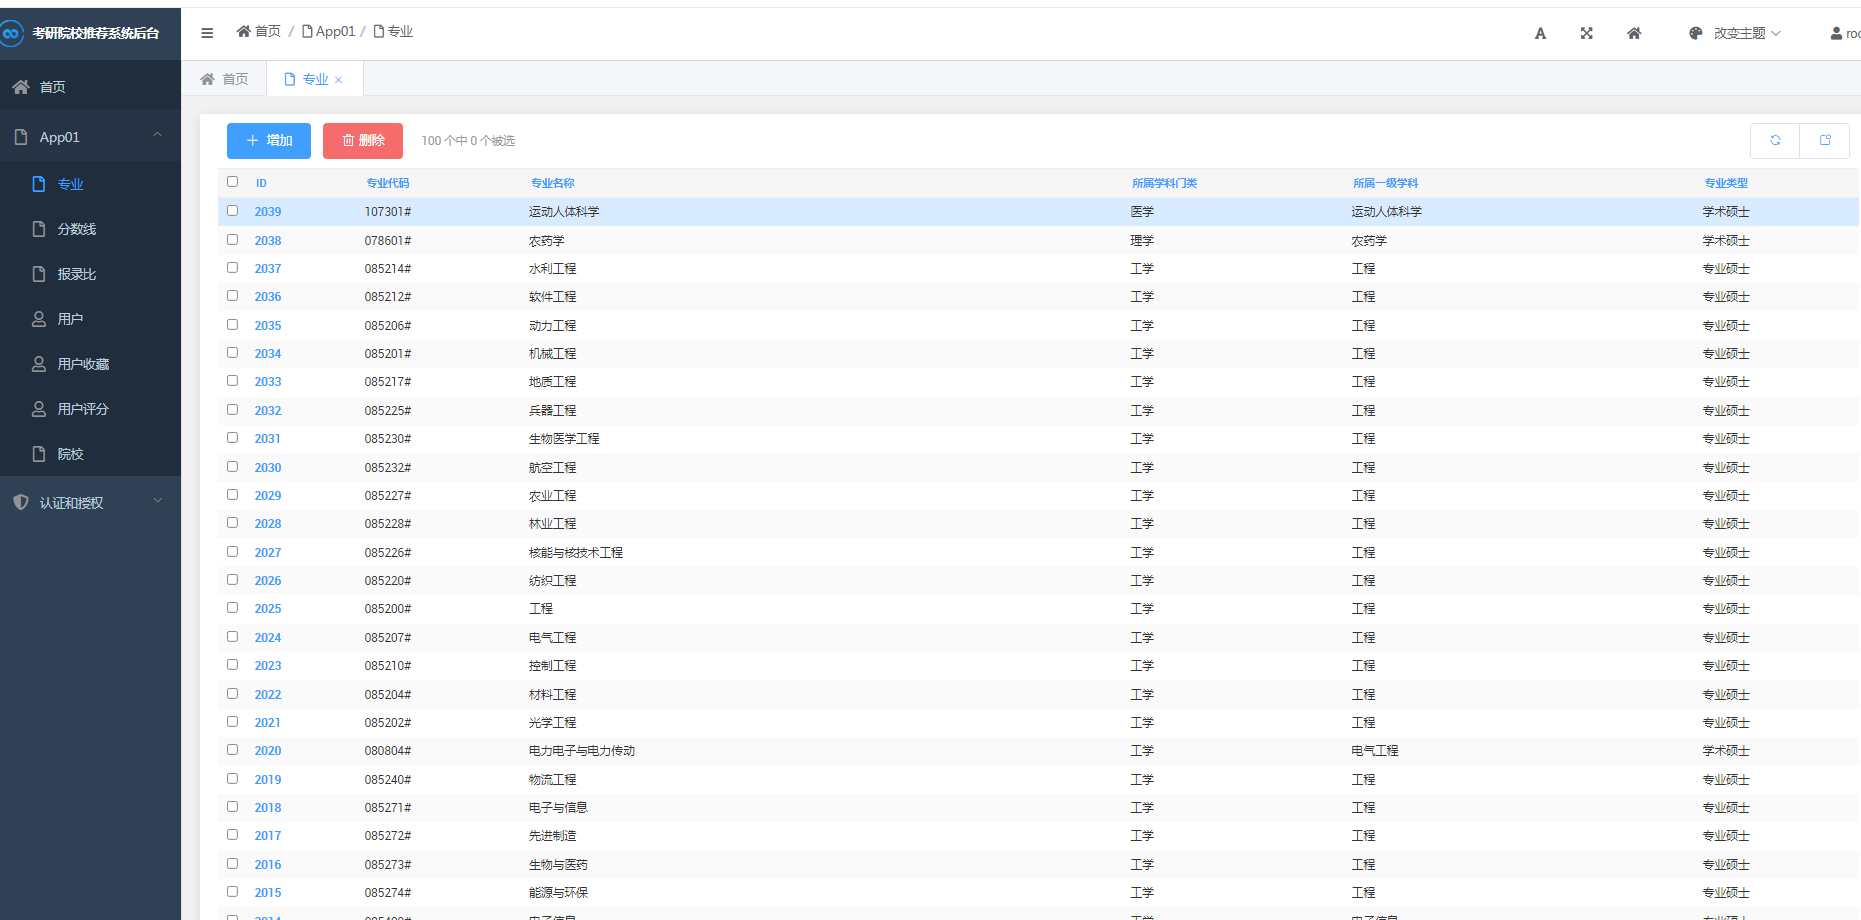 考研院校推荐系统后台
首页 / App01 / 专业
A
改变主题
首页
专业 ×
首页
App01
专业
分数线
报录比
用户
用户收藏
用户评分
院校
认证和授权
增加
删除
100 个中 0 个被选
ID 专业代码 专业名称 所属学科门类 所属一级学科 专业类型
2039 107301# 运动人体科学 医学 运动人体科学 学术硕士
2038 078601# 农药学 理学 农药学 学术硕士
2037 085214# 水利工程 工学 工程 专业硕士
2036 085212# 软件工程 工学 工程 专业硕士
2035 085206# 动力工程 工学 工程 专业硕士
2034 085201# 机械工程 工学 工程 专业硕士
2033 085217# 地质工程 工学 工程 专业硕士
2032 085225# 兵器工程 工学 工程 专业硕士
2031 085230# 生物医学工程 工学 工程 专业硕士
2030 085232# 航空工程 工学 工程 专业硕士
2029 085227# 农业工程 工学 工程 专业硕士
2028 085228# 林业工程 工学 工程 专业硕士
2027 085226# 核能与核技术工程 工学 工程 专业硕士
2026 085220# 纺织工程 工学 工程 专业硕士
2025 085200# 工程 工学 工程 专业硕士
2024 085207# 电气工程 工学 工程 专业硕士
2023 085210# 控制工程 工学 工程 专业硕士
2022 085204# 材料工程 工学 工程 专业硕士
2021 085202# 光学工程 工学 工程 专业硕士
2020 080804# 电力电子与电力传动 工学 电气工程 学术硕士
2019 085240# 物流工程 工学 工程 专业硕士
2018 085271# 电子与信息 工学 工程 专业硕士
2017 085272# 先进制造 工学 工程 专业硕士
2016 085273# 生物与医药 工学 工程 专业硕士
2015 085274# 能源与环保 工学 工程 专业硕士